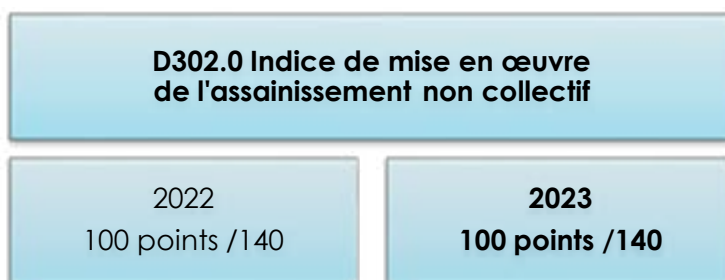 D302.0 Indice de mise en œuvre
de l'assainissement non collectif
2022
100 points /140
2023
100 points /140